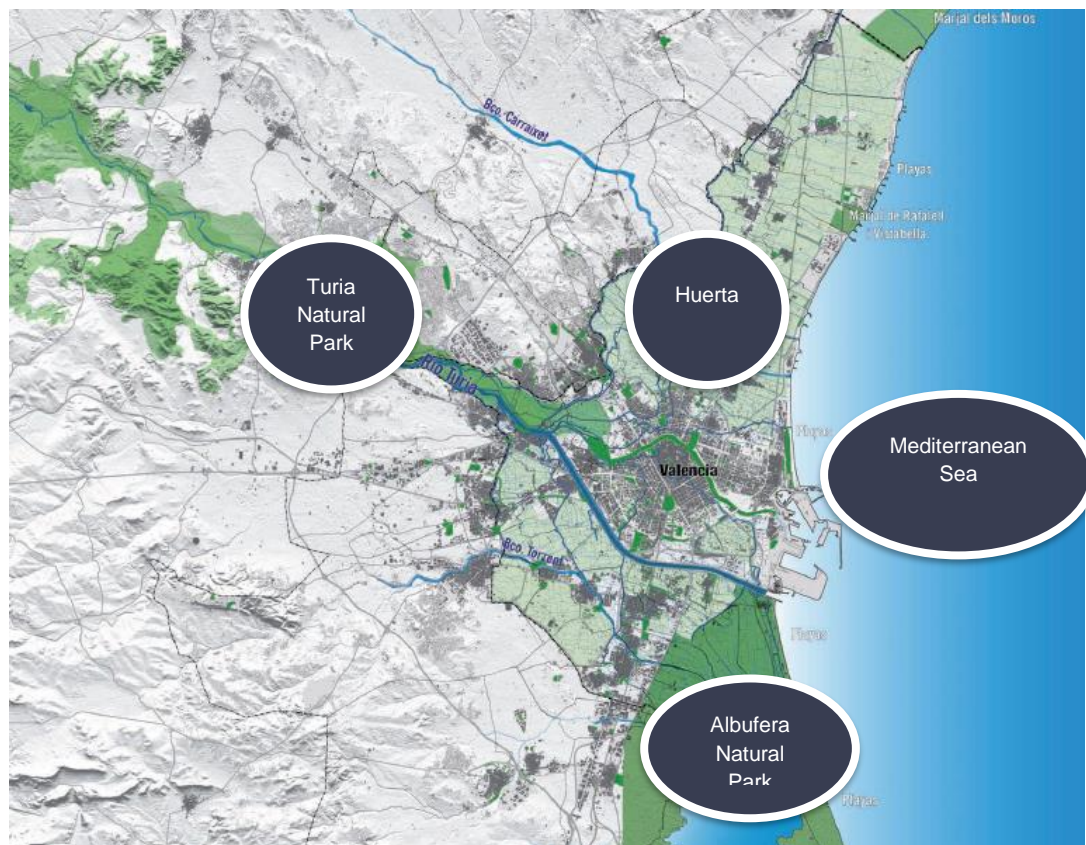 Marjal dels Moros
Bco. Carraixet
Playas
Marjal de Rafalell
Vistabella.
Turia
Natural
Park
Huerta
Río Turia
Playas
Mediterranean
Sea
Valencia
Bco. Torrent
Playas
Albufera
Natural
Park
Playas